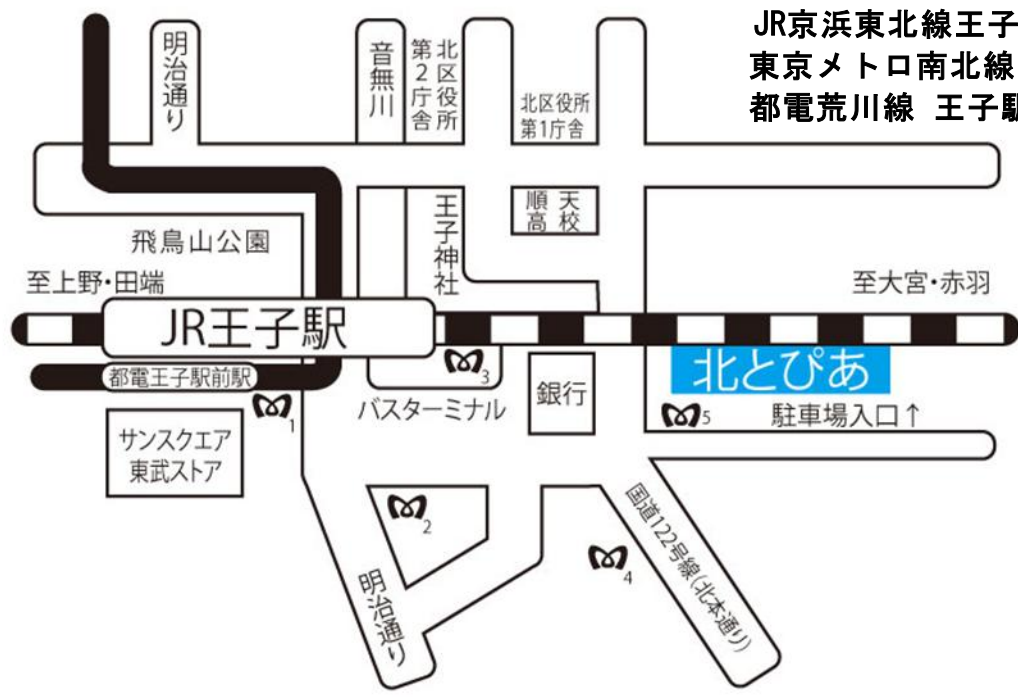 JR京浜東北線王子
東京メトロ南北線
都電荒川線 王子駅
明治通り
音無川
北区役所
第2庁舎
北区役所
第1庁舎
順天
高校
王子神社
飛鳥山公園
至上野・田端
至大宮・赤羽
JR王子駅
都電王子駅前駅
3
バスターミナル
銀行
北とぴあ
5
駐車場入口↑
1
サンスクエア
東武ストア
2
4
明治通り
国道122号線(北本通り)